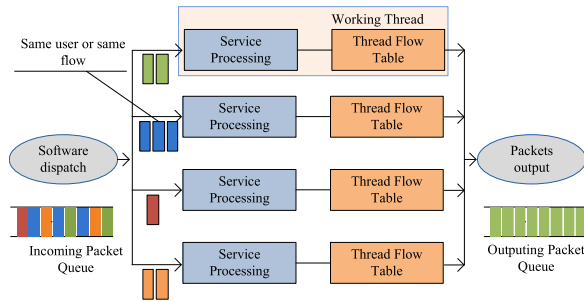 Working Thread
Same user or same
flow
Service
Processing
Thread Flow
Table
Service
Processing
Thread Flow
Table
Software
dispatch
Packets
output
Service
Processing
Thread Flow
Table
Incoming Packet
Queue
Outputing Packet
Queue
Service
Processing
Thread Flow
Table